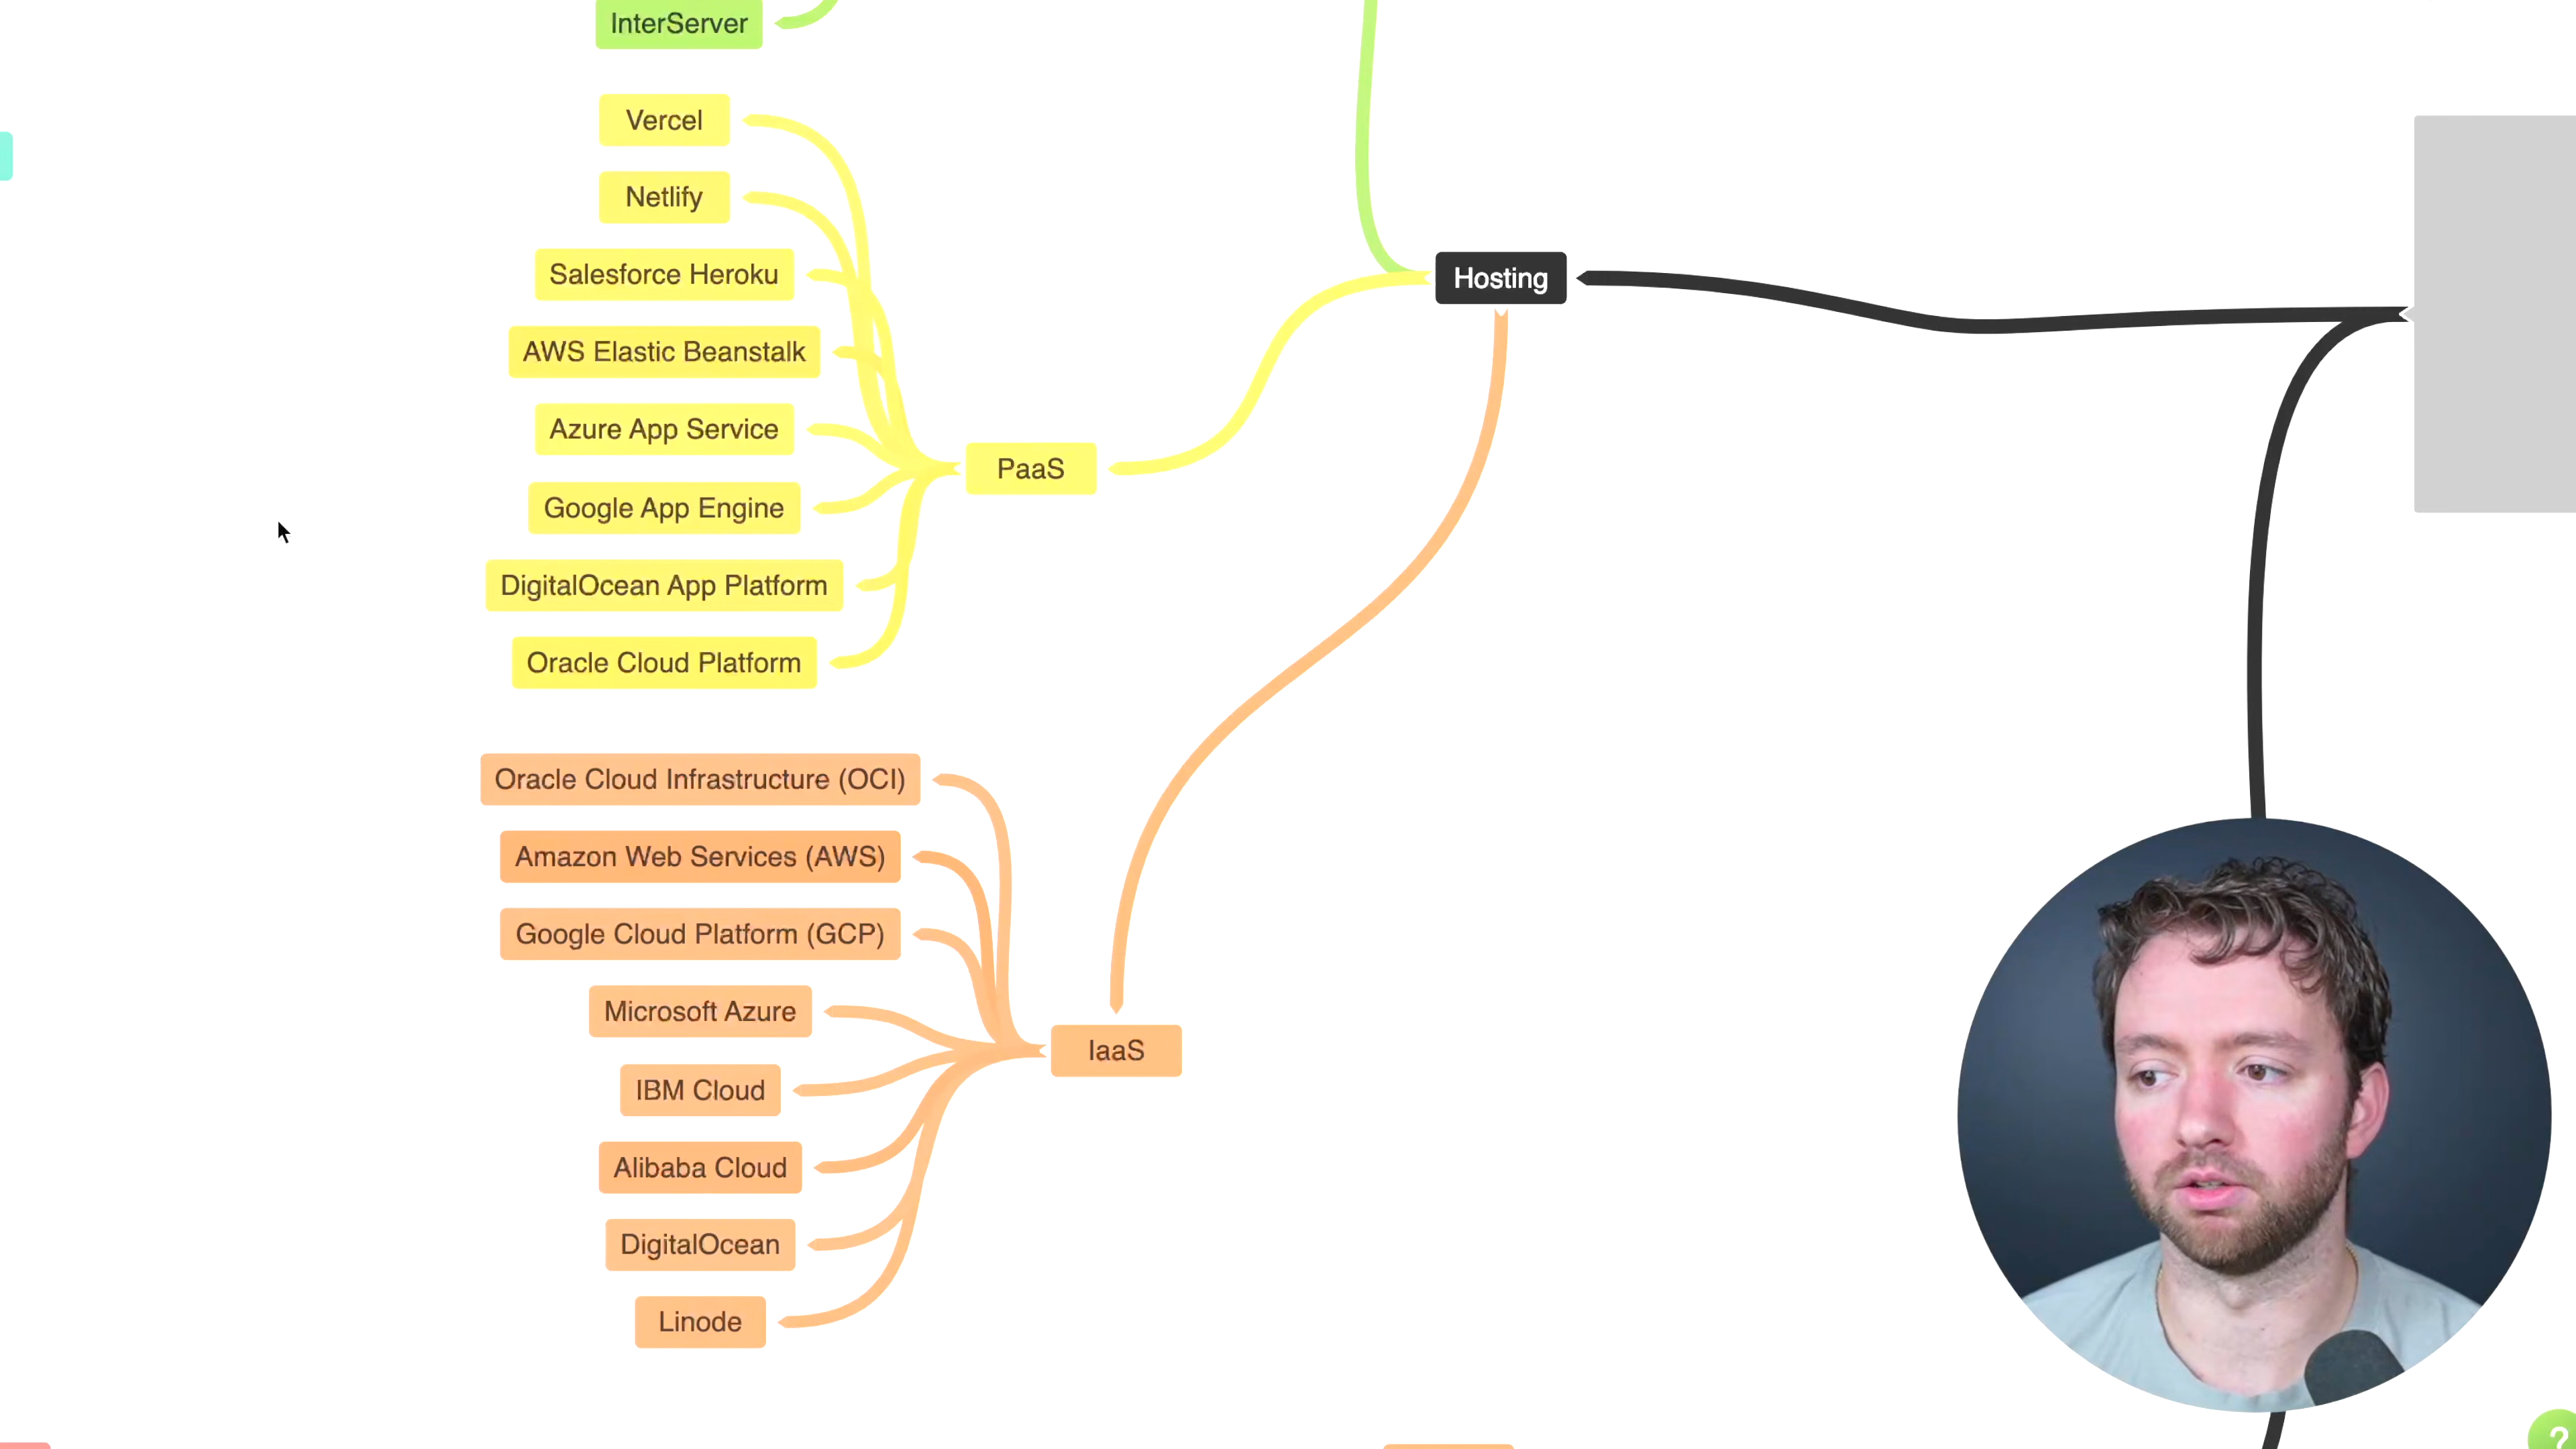 InterServer
Vercel
Netlify
Salesforce Heroku
AWS Elastic Beanstalk
Azure App Service
Google App Engine
DigitalOcean App Platform
Oracle Cloud Platform
PaaS
Hosting
Oracle Cloud Infrastructure (OCI)
Amazon Web Services (AWS)
Google Cloud Platform (GCP)
Microsoft Azure
IBM Cloud
Alibaba Cloud
DigitalOcean
Linode
IaaS
?